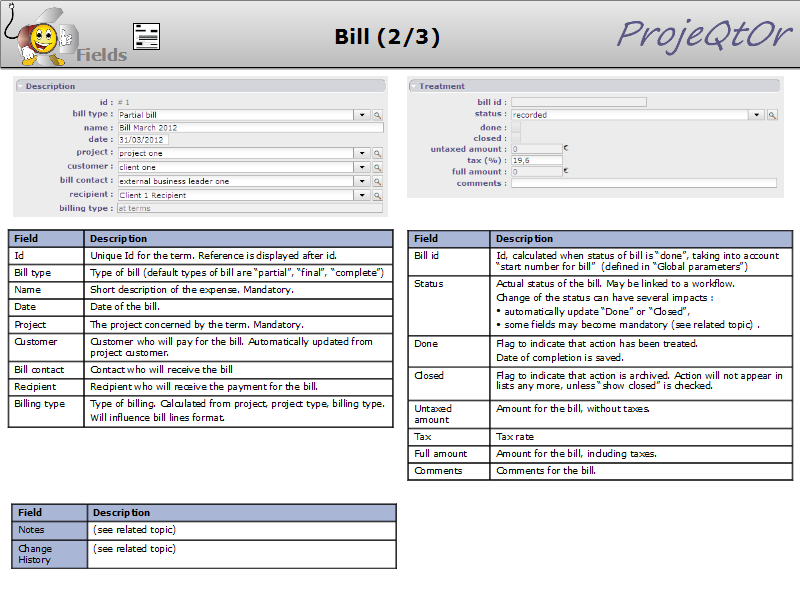 Fields
Bill (2/3)
ProjeQtOr
Description
id : # 1
bill type : Partial bill
name : Bill March 2012
date : 31/03/2012
project : project one
customer : client one
bill contact : external business leader one
recipient : Client 1 Recipient
billing type : at terms
Treatment
bill id :
status : recorded
done :
closed :
untaxed amount : 0 €
tax (%) : 19,6
full amount : 0 €
comments :
Field Description
Id Unique Id for the term. Reference is displayed after id.
Bill type Type of bill (default types of bill are “partial”, “final”, “complete”)
Name Short description of the expense. Mandatory.
Date Date of the bill.
Project The project concerned by the term. Mandatory.
Customer Customer who will pay for the bill. Automatically updated from
project customer.
Bill contact Contact who will receive the bill
Recipient Recipient who will receive the payment for the bill.
Billing type Type of billing. Calculated from project, project type, billing type.
Will influence bill lines format.
Field Description
Bill id Id, calculated when status of bill is “done”, taking into account
“start number for bill” (defined in “Global parameters”)
Status Actual status of the bill. May be linked to a workflow.
Change of the status can have several impacts :
• automatically update “Done” or “Closed”,
• some fields may become mandatory (see related topic) .
Done Flag to indicate that action has been treated.
Date of completion is saved.
Closed Flag to indicate that action is archived. Action will not appear in
lists any more, unless “show closed” is checked.
Untaxed Amount for the bill, without taxes.
amount
Tax Tax rate
Full amount Amount for the bill, including taxes.
Comments Comments for the bill.
Field Description
Notes (see related topic)
Change (see related topic)
History